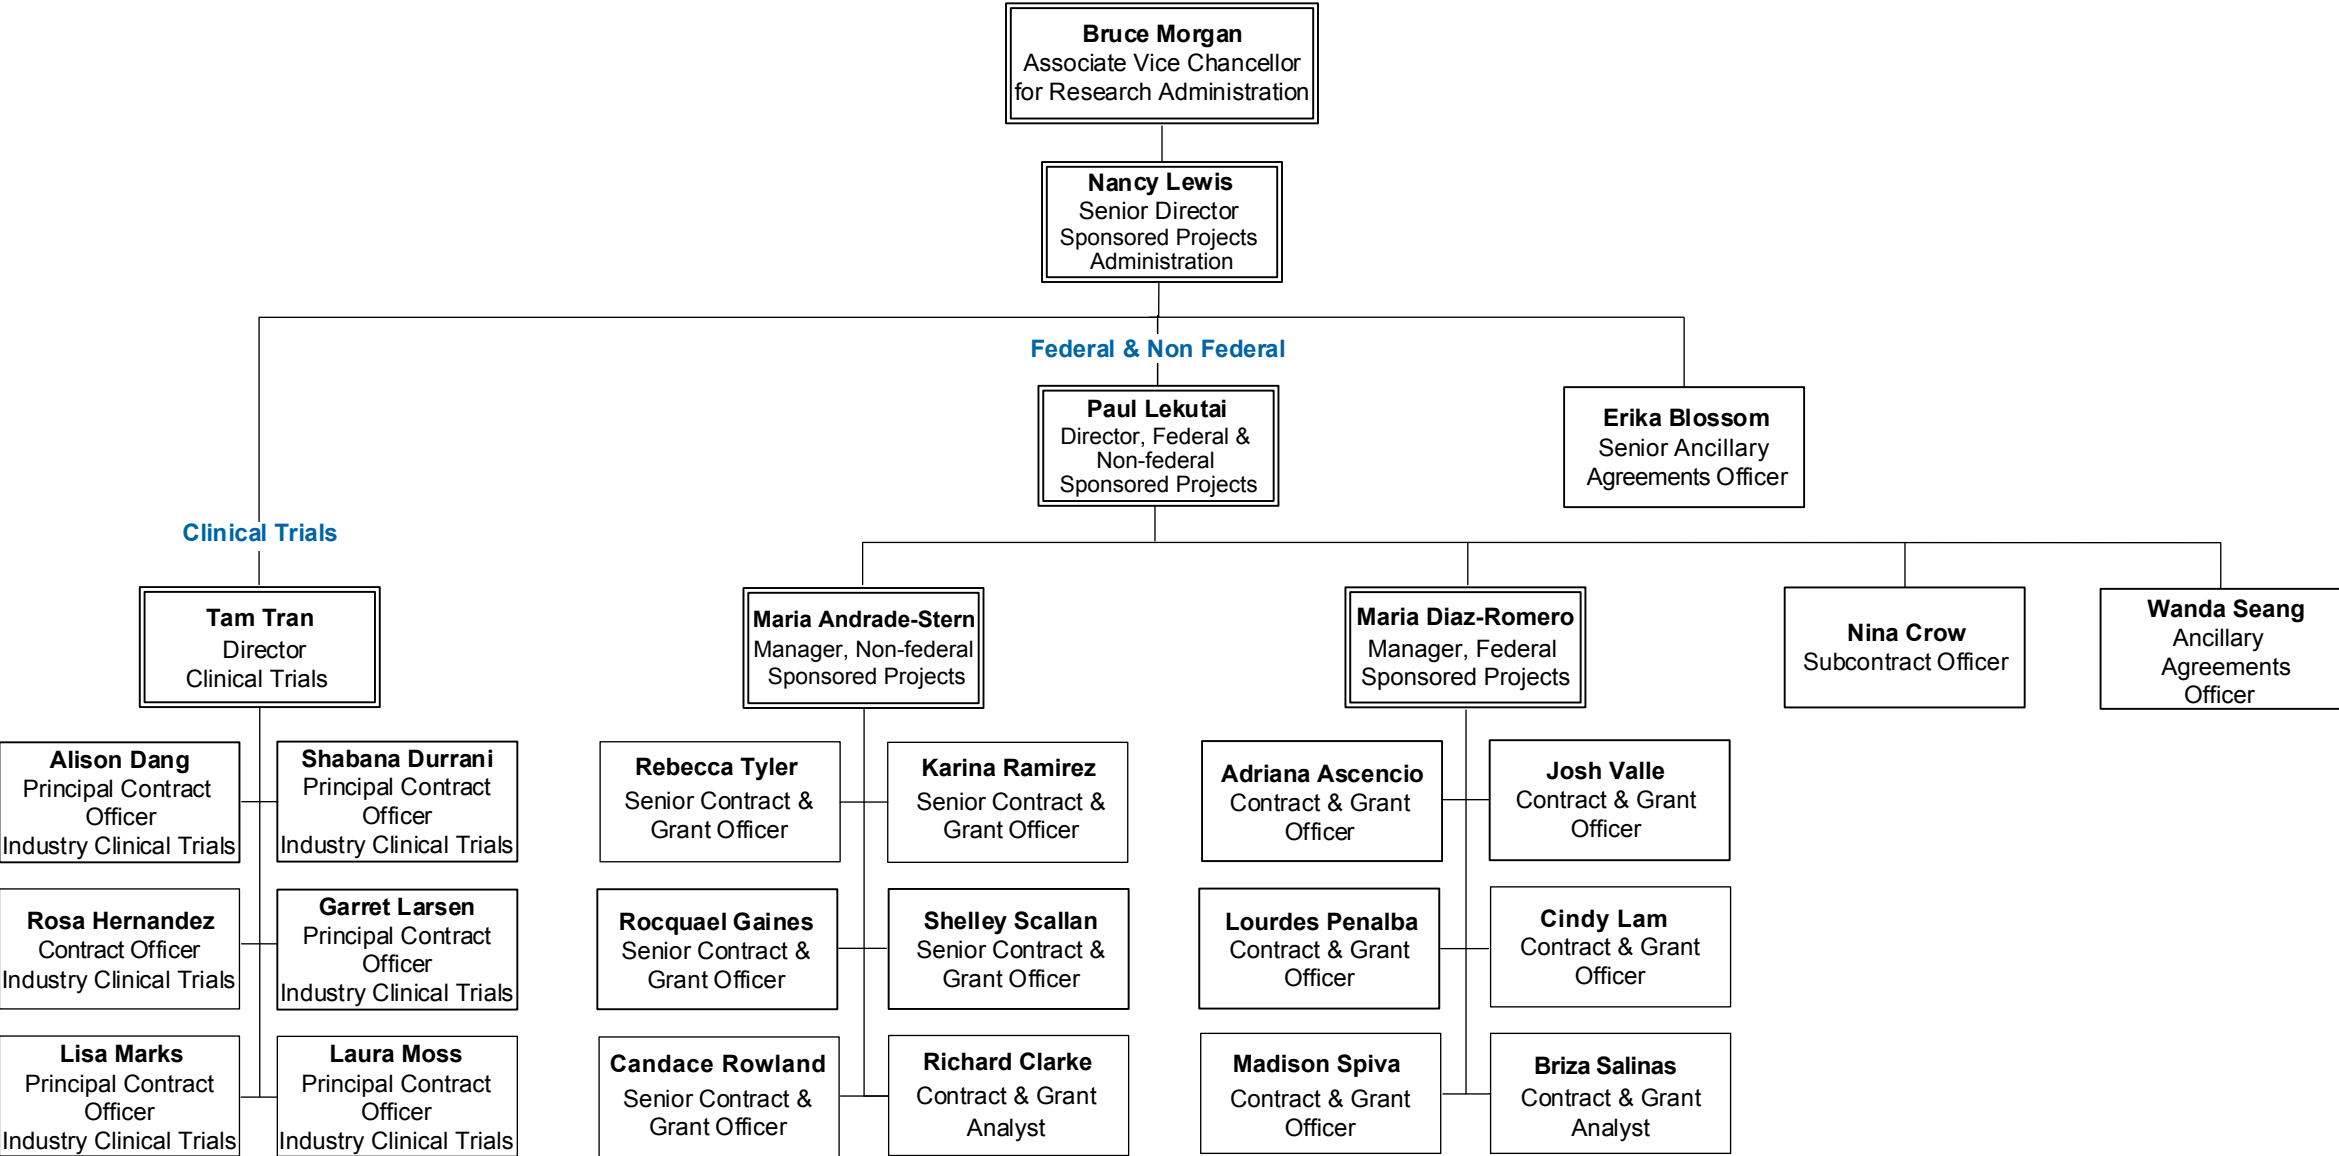 Bruce Morgan
Associate Vice Chancellor
for Research Administration
Nancy Lewis
Senior Director
Sponsored Projects
Administration
Federal & Non Federal
Paul Lekutai
Director, Federal &
Non-federal
Sponsored Projects
Erika Blossom
Senior Ancillary
Agreements Officer
Clinical Trials
Tam Tran
Director
Clinical Trials
Maria Andrade-Stern
Manager, Non-federal
Sponsored Projects
Maria Diaz-Romero
Manager, Federal
Sponsored Projects
Nina Crow
Subcontract Officer
Wanda Seang
Ancillary
Agreements
Officer
Alison Dang
Principal Contract
Officer
Industry Clinical Trials
Shabana Durrani
Principal Contract
Officer
Industry Clinical Trials
Rebecca Tyler
Senior Contract &
Grant Officer
Karina Ramirez
Senior Contract &
Grant Officer
Adriana Ascencio
Contract & Grant
Officer
Josh Valle
Contract & Grant
Officer
Rosa Hernandez
Contract Officer
Industry Clinical Trials
Garret Larsen
Principal Contract
Officer
Industry Clinical Trials
Rocquael Gaines
Senior Contract &
Grant Officer
Shelley Scallan
Senior Contract &
Grant Officer
Lourdes Penalba
Contract & Grant
Officer
Cindy Lam
Contract & Grant
Officer
Lisa Marks
Principal Contract
Officer
Industry Clinical Trials
Laura Moss
Principal Contract
Officer
Industry Clinical Trials
Candace Rowland
Senior Contract &
Grant Officer
Richard Clarke
Contract & Grant
Analyst
Madison Spiva
Contract & Grant
Officer
Briza Salinas
Contract & Grant
Analyst